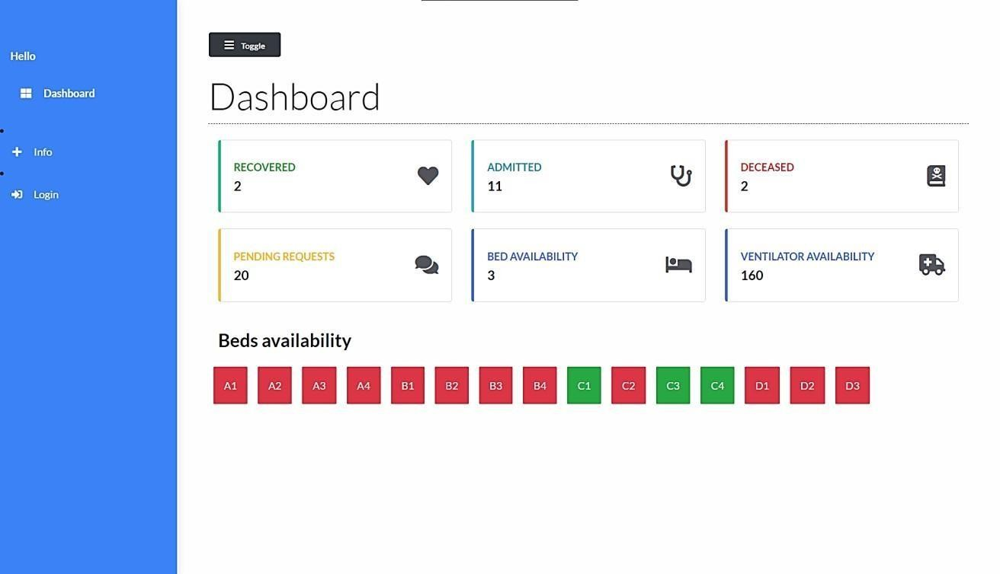 Hello
Dashboard
Info
Login
Toggle
Dashboard
RECOVERED
2
ADMITTED
11
DECEASED
2
PENDING REQUESTS
20
BED AVAILABILITY
3
VENTILATOR AVAILABILITY
160
Beds availability
A1 A2 A3 A4 B1 B2 B3 B4 C1 C2 C3 C4 D1 D2 D3